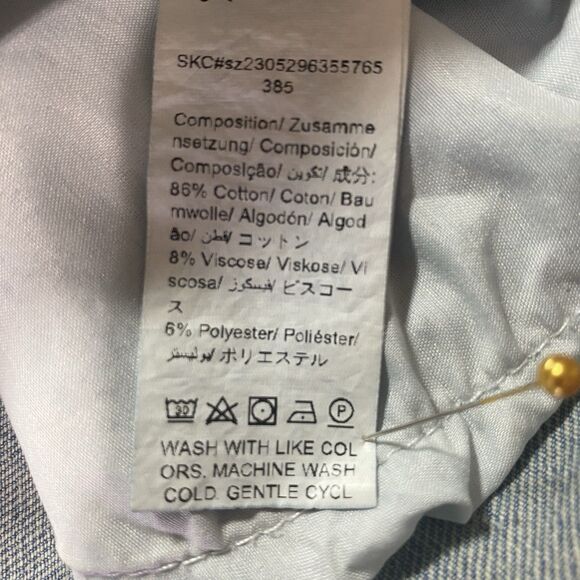 SKC#sz2305296355765
385
Composition/ Zusamme
nsetzung/ Composición/
Composição/ تكوين/ 成分:
86% Cotton/ Coton/ Bau
mwolle/ Algodón/ Algod
ão/ قطن/ コットン
8% Viscose/ Viskose/ Vi
scosa/ فيسكوز/ ビスコー
ス
6% Polyester/ Poliéster/
بوليستر/ ポリエステル
30 P
WASH WITH LIKE COL
ORS. MACHINE WASH
COLD. GENTLE CYCL